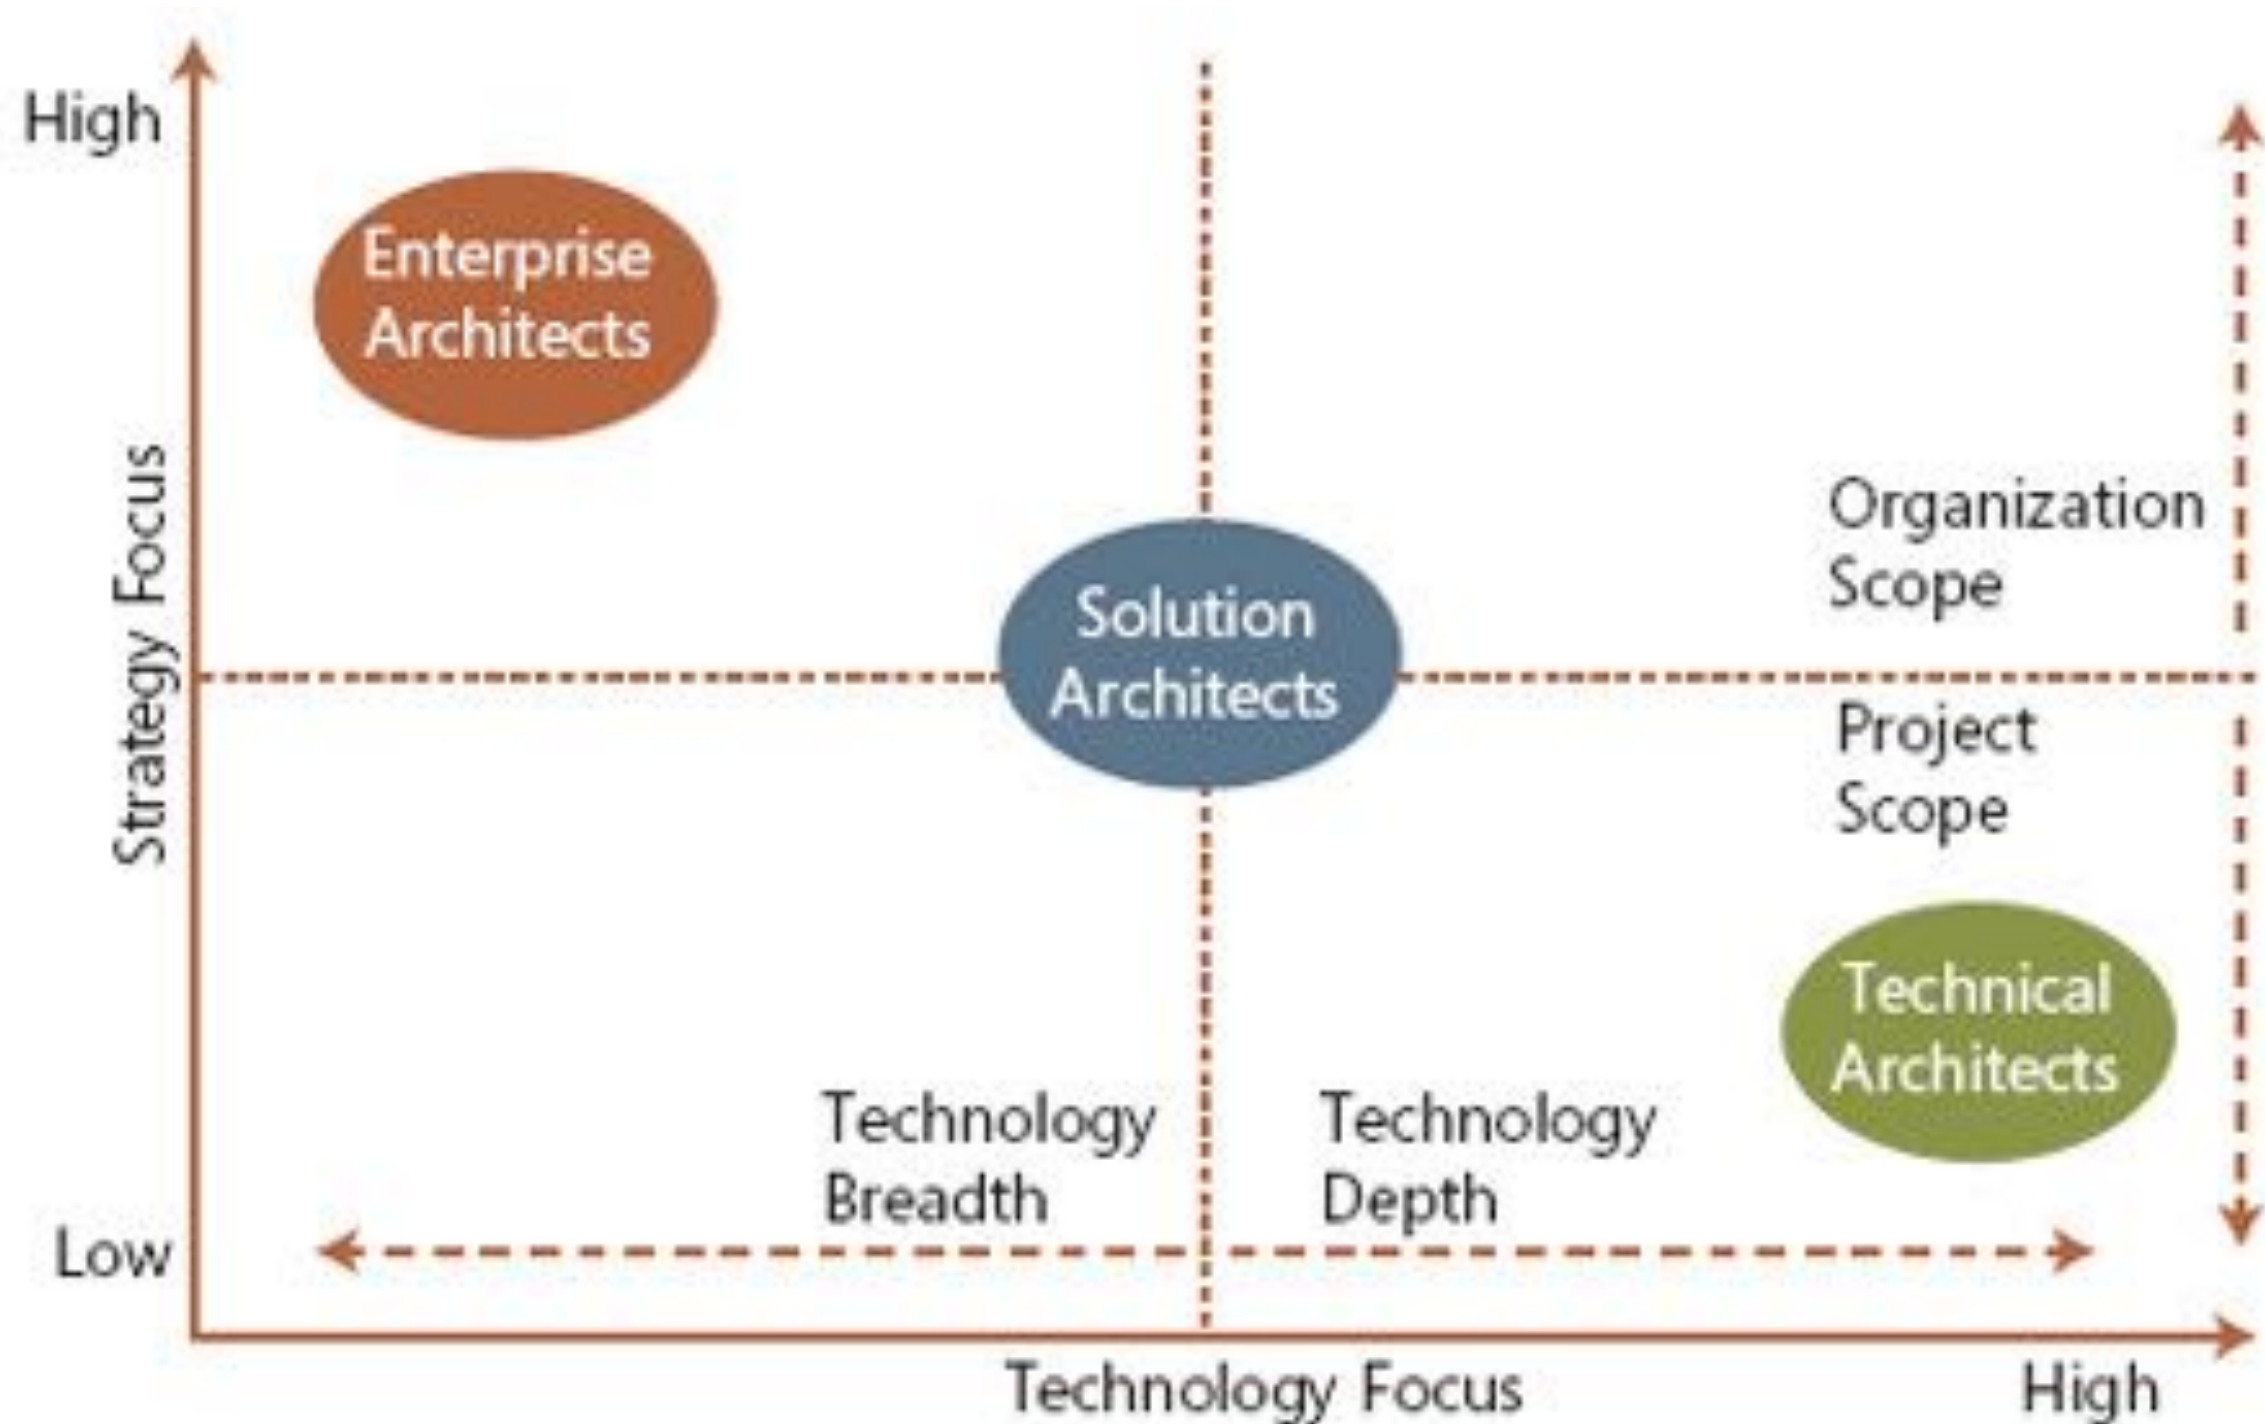 High
Enterprise
Architects
Strategy Focus
Organization
Scope
Solution
Architects
Project
Scope
Technical
Architects
Technology
Breadth
Technology
Depth
Low
Technology Focus
High